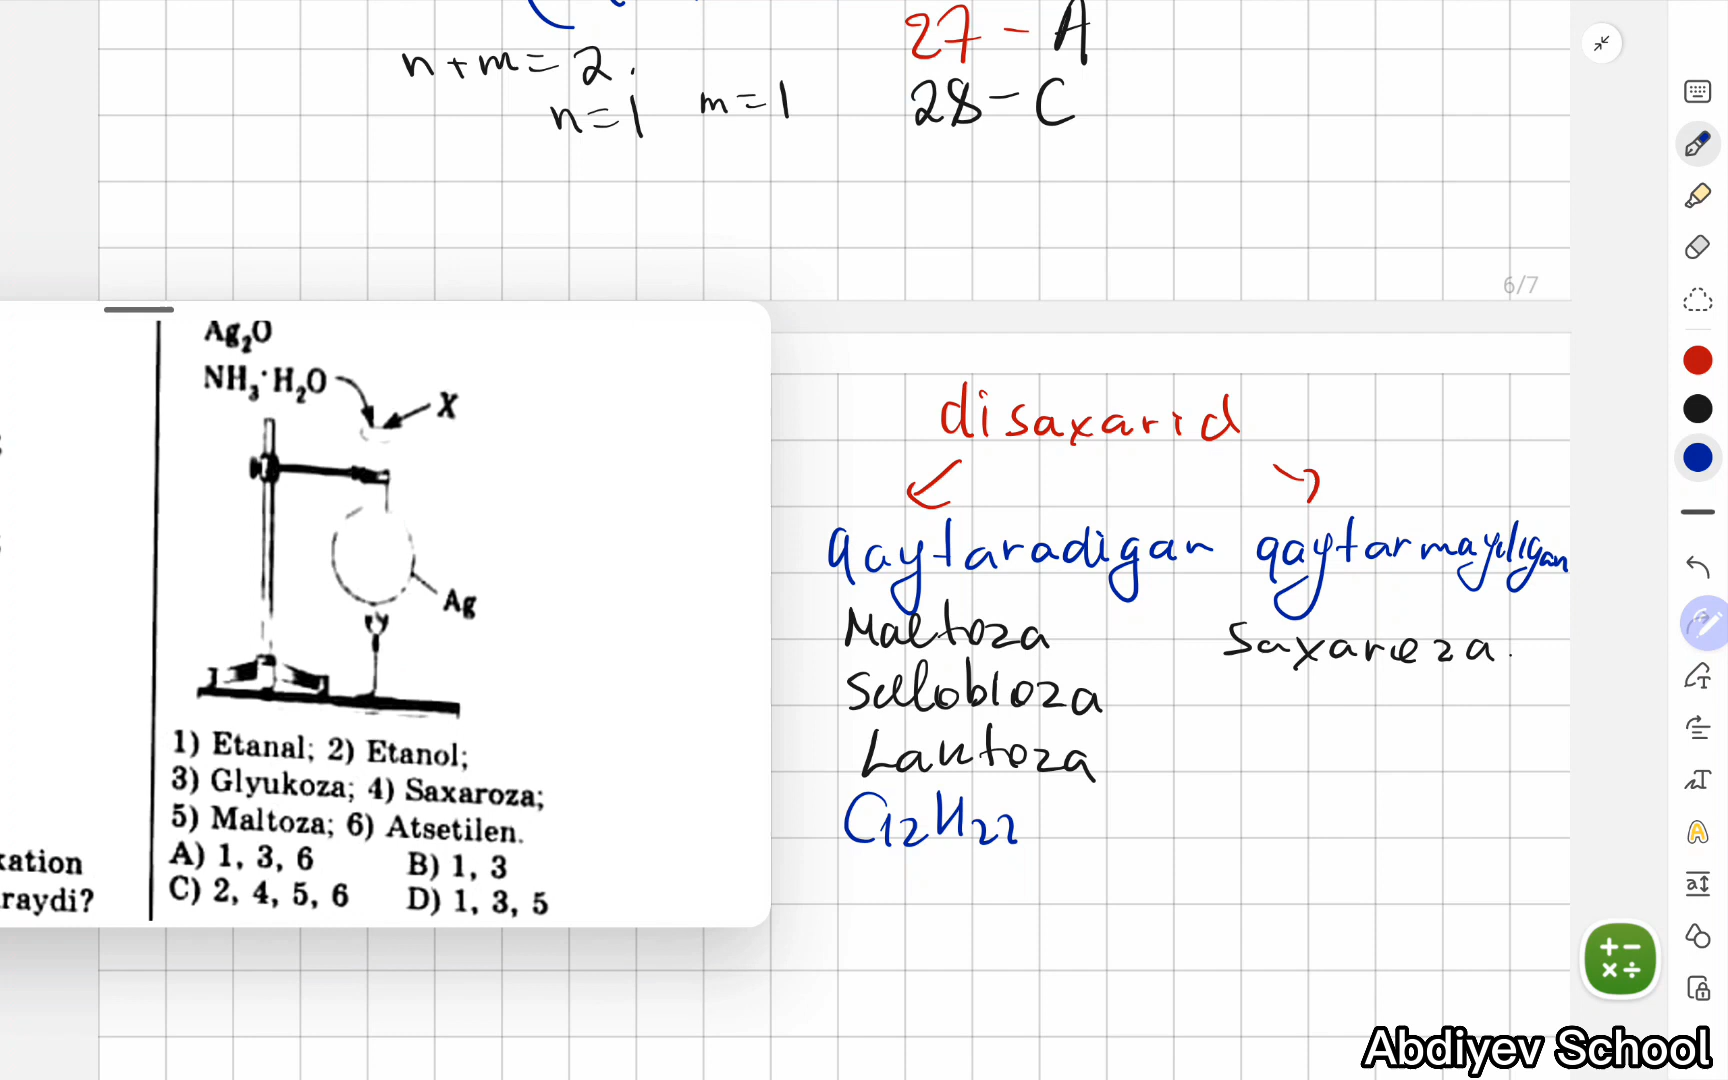 n+m=2.
n=1 m=1
27 - A
28 - C
6/7
Ag₂O
NH₃·H₂O
X
Ag
1) Etanal; 2) Etanol;
3) Glyukoza; 4) Saxaroza;
5) Maltoza; 6) Atsetilen.
A) 1, 3, 6 B) 1, 3
C) 2, 4, 5, 6 D) 1, 3, 5
kation
raydi?
disaxarid
qaytaradigan qaytarmaydigan
Maltoza Saxaroza.
Sellobioza
Laktoza
C₁₂H₂₂
Abdiyev School